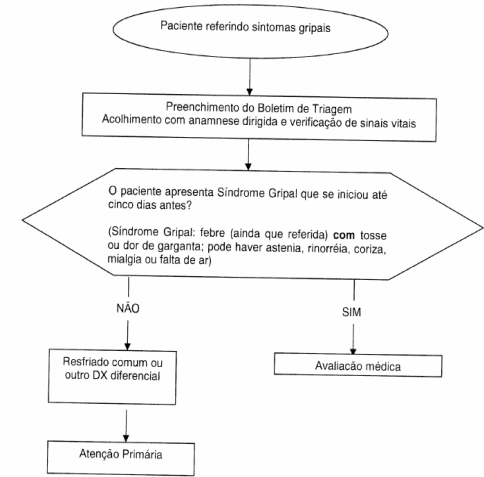 Paciente referindo sintomas gripais
Preenchimento do Boletim de Triagem
Acolhimento com anamnese dirigida e verificação de sinais vitais
O paciente apresenta Síndrome Gripal que se iniciou até
cinco dias antes?
(Síndrome Gripal: febre (ainda que referida) com tosse
ou dor de garganta; pode haver astenia, rinorréia, coriza,
mialgia ou falta de ar)
NÃO
SIM
Resfriado comum ou
outro DX diferencial
Avaliacão médica
Atenção Primária